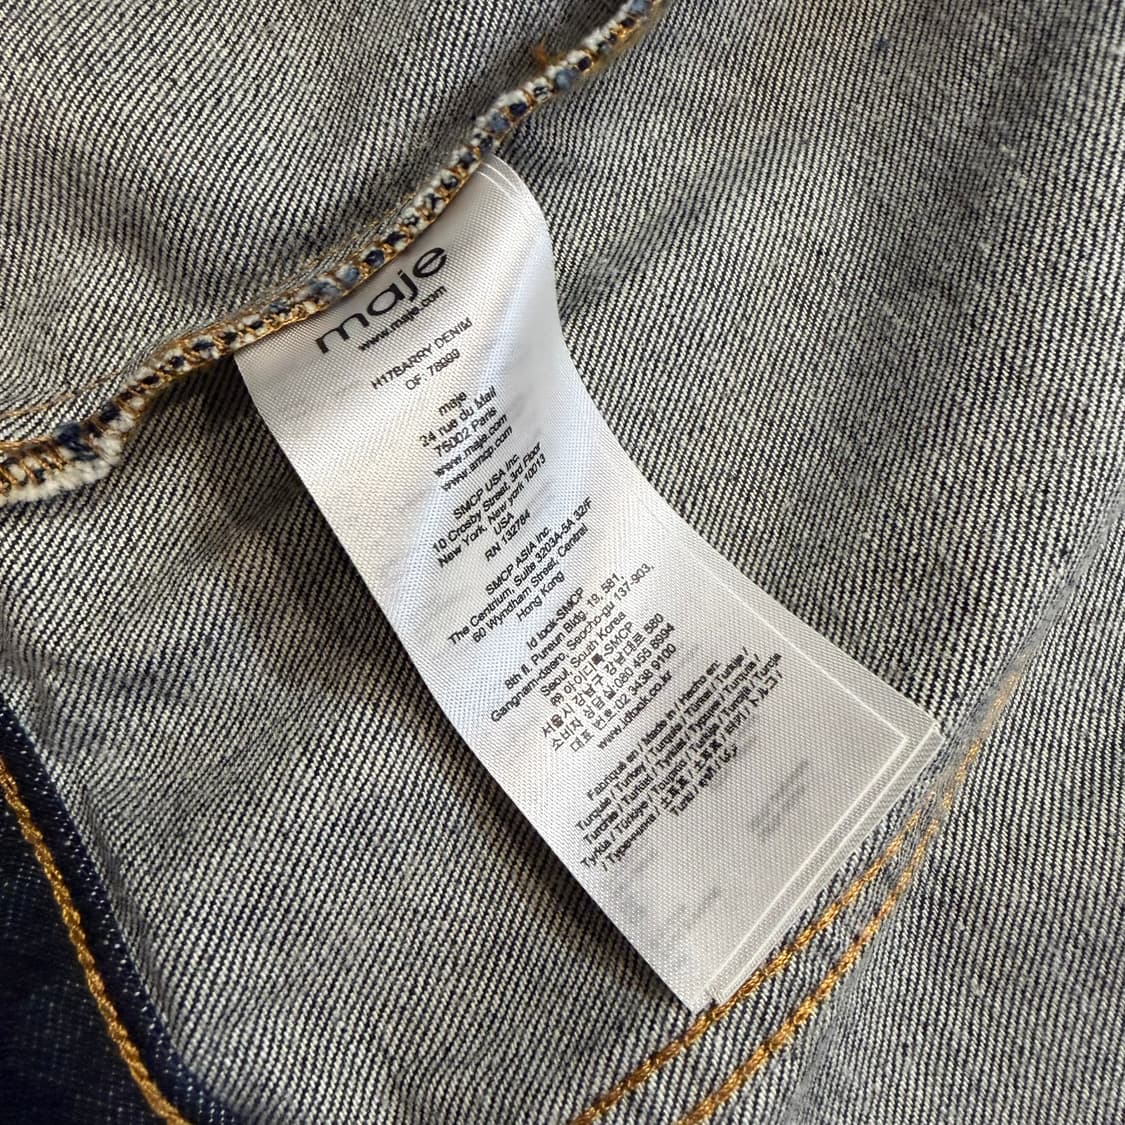 maje
www.maje.com
H17BARRY DENIM
OF: 78999
maje
24 rue du Mail
75002 Paris
www.maje.com
www.smcp.com
SMCP USA Inc.
10 Crosby Street, 3rd Floor
New York, New york 10013
USA
RN 132784
SMCP ASIA Inc.
The Centrium, Suite 3203A-5A 32/F
60 Wyndham Street, Central
Hong Kong
Id look-SMCP
8th fl. Pureun Bldg. 19, 581,
Gangnam-daero, Seocho-gu 137-903,
Seoul, South Korea
㈜ 아이디룩-SMCP
서울시 강남구 강남대로 580
소비자 상담실 080 455 8994
대표 번호-02 3438 9100
www.idlook.co.kr
Fabriqué en / Made in / Hecho en:
Turquie / Turkey / Turquía /